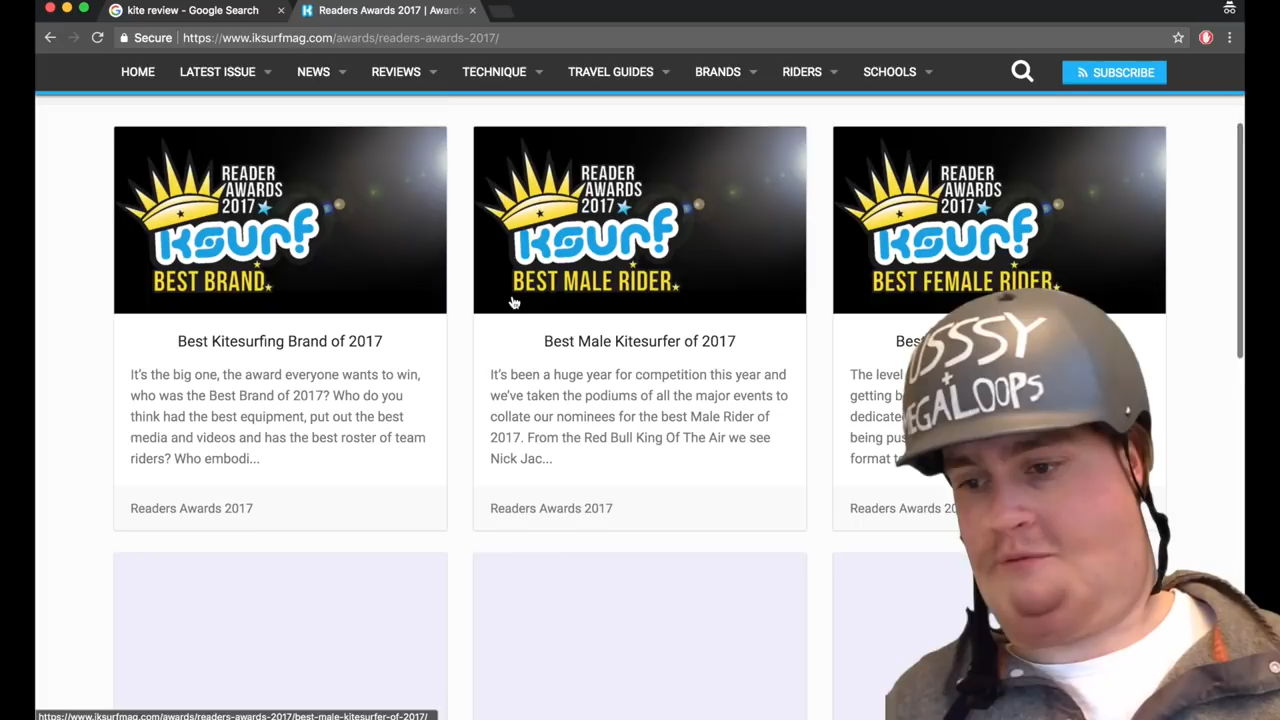 kite review - Google Search
Readers Awards 2017 | Awards
Secure https://www.iksurfmag.com/awards/readers-awards-2017/
HOME LATEST ISSUE NEWS REVIEWS TECHNIQUE TRAVEL GUIDES BRANDS RIDERS SCHOOLS SUBSCRIBE
READER
AWARDS
2017
iKSURF
BEST BRAND
READER
AWARDS
2017
iKSURF
BEST MALE RIDER
READER
AWARDS
2017
iKSURF
BEST FEMALE RIDER
Best Kitesurfing Brand of 2017
It's the big one, the award everyone wants to win,
who was the Best Brand of 2017? Who do you
think had the best equipment, put out the best
media and videos and has the best roster of team
riders? Who embodi...
Readers Awards 2017
Best Male Kitesurfer of 2017
It's been a huge year for competition this year and
we've taken the podiums of all the major events to
collate our nominees for the best Male Rider of
2017. From the Red Bull King Of The Air we see
Nick Jac...
Readers Awards 2017
The level
dedicate
format
Readers Awards
USSSY
+
EGALOOPS
https://www.iksurfmag.com/awards/readers-awards-2017/best-male-kitesurfer-of-2017/